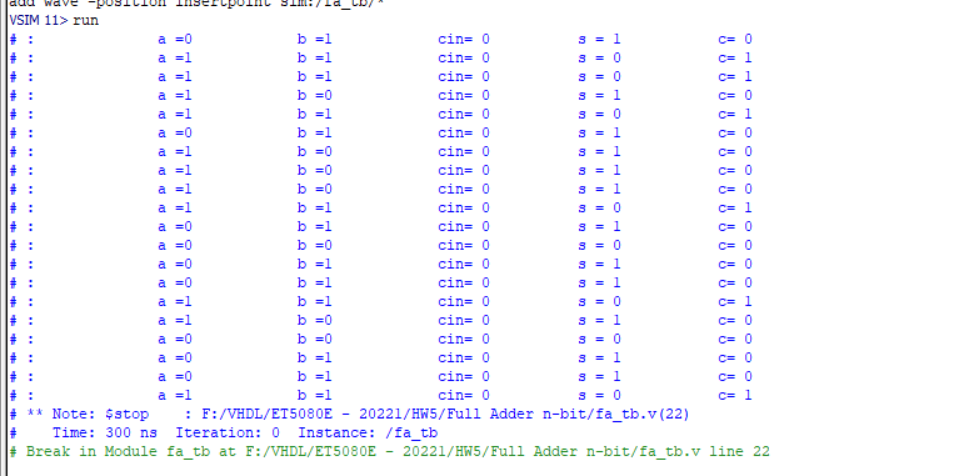 add wave -position insertpoint sim:/fa_tb/*
VSIM 11> run
# : a =0 b =1 cin= 0 s = 1 c= 0
# : a =1 b =1 cin= 0 s = 0 c= 1
# : a =1 b =1 cin= 0 s = 0 c= 1
# : a =1 b =0 cin= 0 s = 1 c= 0
# : a =1 b =1 cin= 0 s = 0 c= 1
# : a =0 b =1 cin= 0 s = 1 c= 0
# : a =1 b =0 cin= 0 s = 1 c= 0
# : a =1 b =0 cin= 0 s = 1 c= 0
# : a =1 b =0 cin= 0 s = 1 c= 0
# : a =1 b =1 cin= 0 s = 0 c= 1
# : a =0 b =1 cin= 0 s = 1 c= 0
# : a =0 b =0 cin= 0 s = 0 c= 0
# : a =0 b =1 cin= 0 s = 1 c= 0
# : a =0 b =1 cin= 0 s = 1 c= 0
# : a =1 b =1 cin= 0 s = 0 c= 1
# : a =1 b =0 cin= 0 s = 1 c= 0
# : a =0 b =0 cin= 0 s = 0 c= 0
# : a =0 b =1 cin= 0 s = 1 c= 0
# : a =0 b =1 cin= 0 s = 1 c= 0
# : a =1 b =1 cin= 0 s = 0 c= 1
# ** Note: $stop : F:/VHDL/ET5080E - 20221/HW5/Full Adder n-bit/fa_tb.v(22)
# Time: 300 ns Iteration: 0 Instance: /fa_tb
# Break in Module fa_tb at F:/VHDL/ET5080E - 20221/HW5/Full Adder n-bit/fa_tb.v line 22